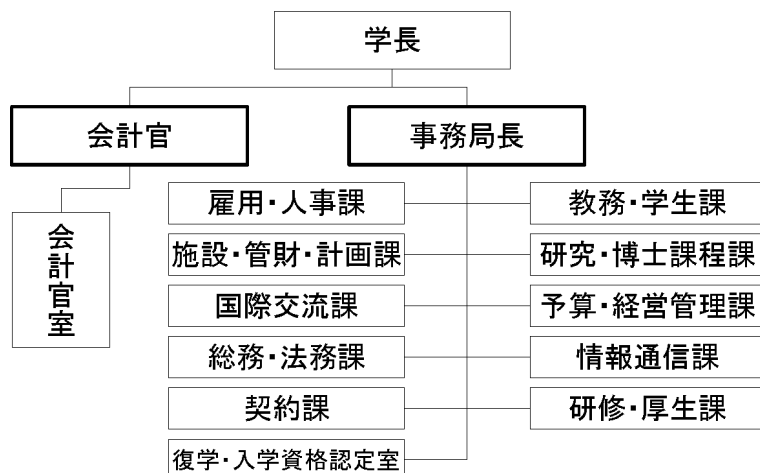 学長
会計官
事務局長
会計官室
雇用・人事課
教務・学生課
施設・管財・計画課
研究・博士課程課
国際交流課
予算・経営管理課
総務・法務課
情報通信課
契約課
研修・厚生課
復学・入学資格認定室